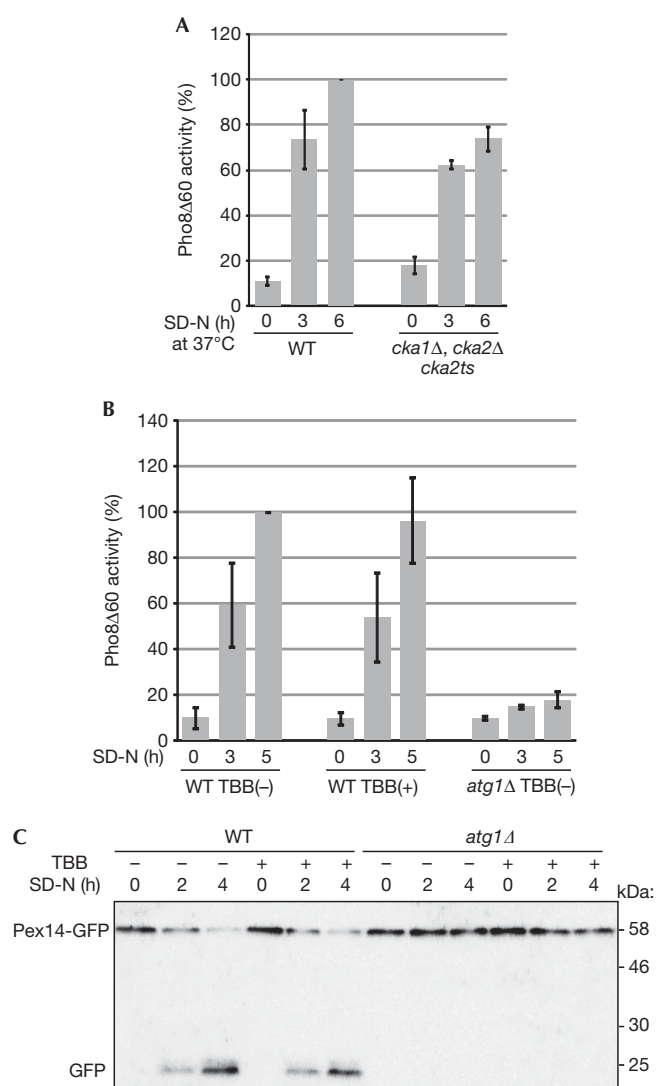 A
Pho8Δ60 activity (%)
120
100
80
60
40
20
0
SD-N (h) 0 3 6 0 3 6
at 37°C WT cka1Δ, cka2Δ
cka2ts
B
Pho8Δ60 activity (%)
140
120
100
80
60
40
20
0
SD-N (h) 0 3 5 0 3 5 0 3 5
WT TBB(–) WT TBB(+) atg1Δ TBB(–)
C
WT atg1Δ
TBB – – – + + + – – – + + +
SD-N (h) 0 2 4 0 2 4 0 2 4 0 2 4 kDa:
Pex14-GFP 58
46
30
GFP 25